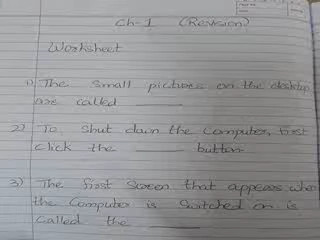 Ch-1 (Revision)
Worksheet
1) The small pictures on the desktop
are called ______
2) To shut down the computer, first
click the ______ button
3) The first screen that appears when
the computer is switched on is
called the ______